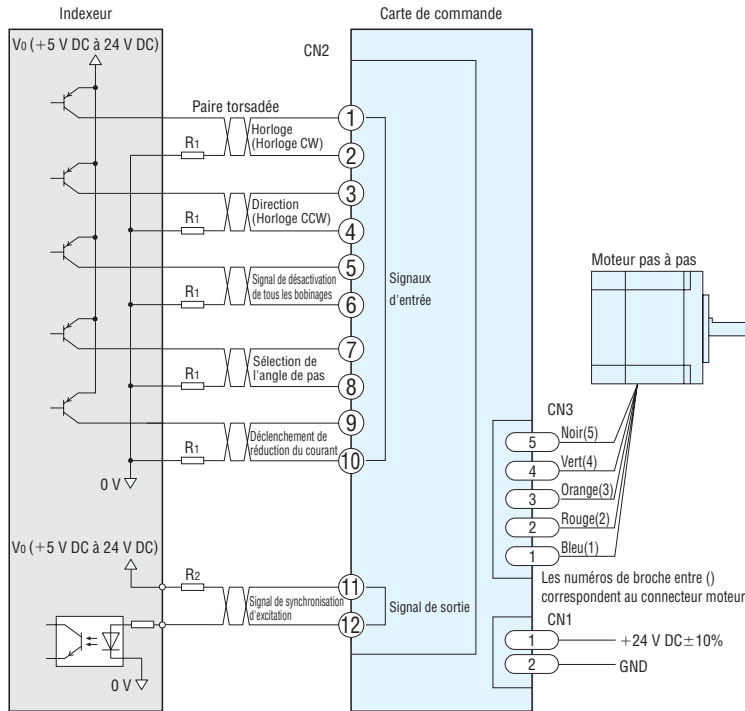 Indexeur
Carte de commande
V0 (+5 V DC à 24 V DC)
CN2
Paire torsadée
1
Horloge
(Horloge CW)
R1
2
3
Direction
(Horloge CCW)
R1
4
5
Signal de désactivation
de tous les bobinages
R1
6
Signaux
d'entrée
Moteur pas à pas
7
Sélection de
l'angle de pas
R1
8
9
Déclenchement de
réduction du courant
R1
10
0 V
CN3
5
Noir(5)
4
Vert(4)
3
Orange(3)
2
Rouge(2)
1
Bleu(1)
Les numéros de broche entre ()
correspondent au connecteur moteur
V0 (+5 V DC à 24 V DC)
R2
11
Signal de synchronisation
d'excitation
12
Signal de sortie
0 V
CN1
1
+24 V DC±10%
2
GND